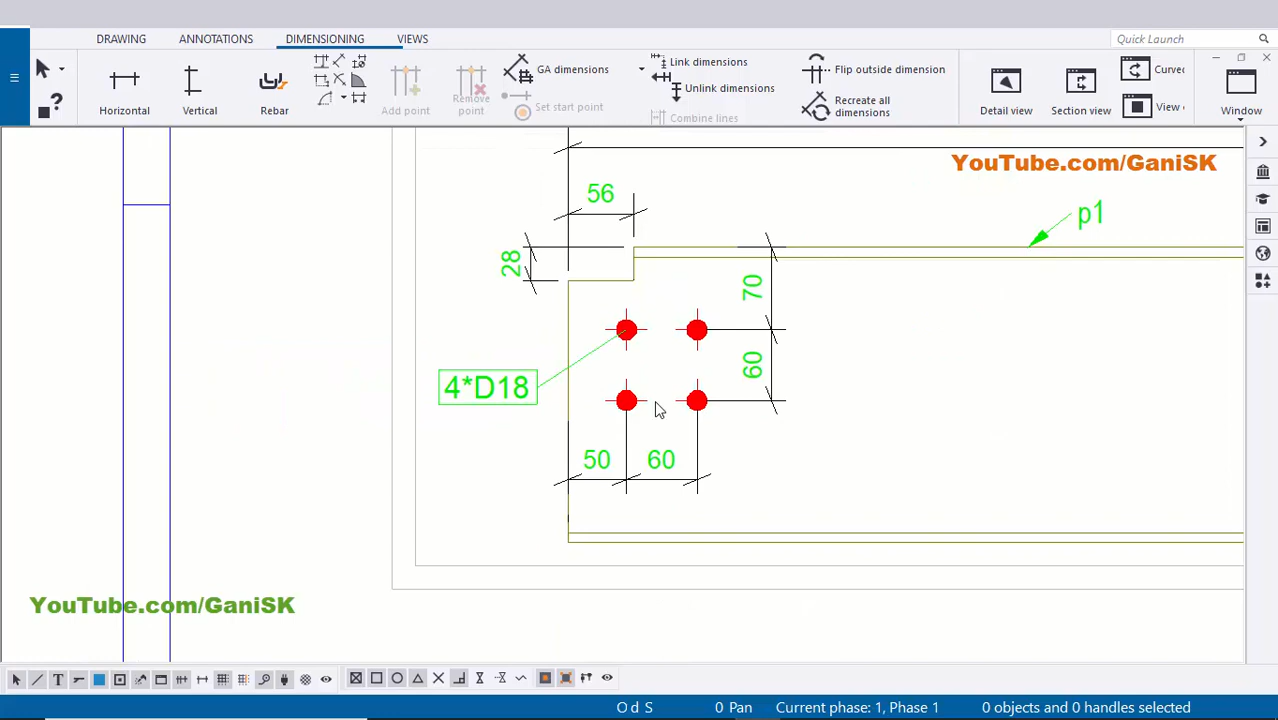 DRAWING ANNOTATIONS DIMENSIONING VIEWS
Quick Launch
Horizontal
Vertical
Rebar
Add point
Remove point
GA dimensions
Set start point
Link dimensions
Unlink dimensions
Combine lines
Flip outside dimension
Recreate all dimensions
Detail view
Section view
View
Window
YouTube.com/GaniSK
56
p1
28
70
60
4*D18
50 60
YouTube.com/GaniSK
O d S
0 Pan
Current phase: 1, Phase 1
0 objects and 0 handles selected